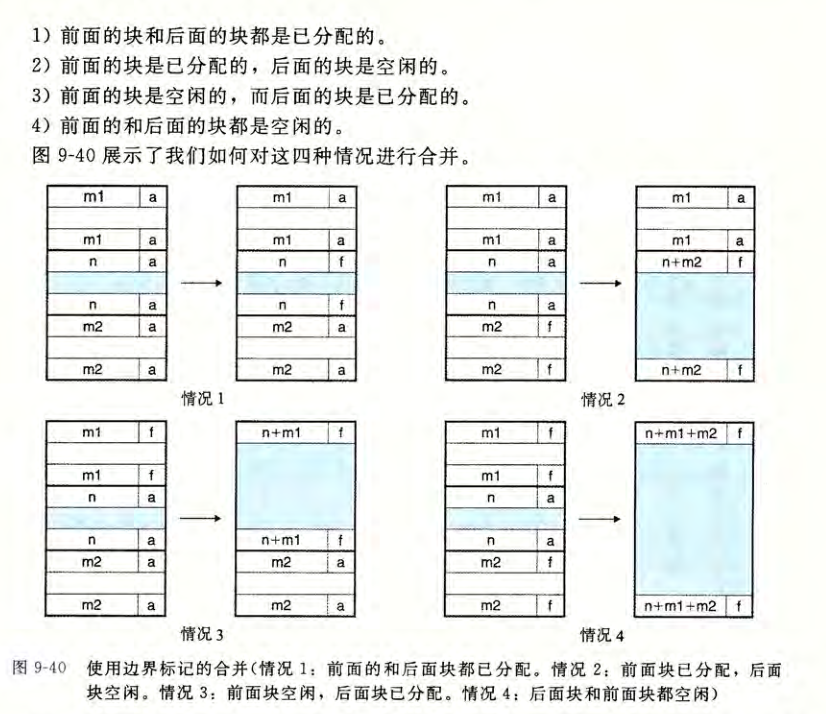 1）前面的块和后面的块都是已分配的。
2）前面的块是已分配的，后面的块是空闲的。
3）前面的块是空闲的，而后面的块是已分配的。
4）前面的和后面的块都是空闲的。
图 9-40 展示了我们如何对这四种情况进行合并。
m1 a
m1 a
n a
n a
m2 a
m2 a
m1 a
m1 a
n f
n f
m2 a
m2 a
情况 1
m1 a
m1 a
n a
n a
m2 f
m2 f
m1 a
m1 a
n+m2 f
n+m2 f
情况 2
m1 f
m1 f
n a
n a
m2 a
m2 a
n+m1 f
n+m1 f
m2 a
m2 a
情况 3
m1 f
m1 f
n a
n a
m2 f
m2 f
n+m1+m2 f
n+m1+m2 f
情况 4
图 9-40 使用边界标记的合并(情况 1：前面的和后面块都已分配。情况 2：前面块已分配，后面
块空闲。情况 3：前面块空闲，后面块已分配。情况 4：后面块和前面块都空闲)